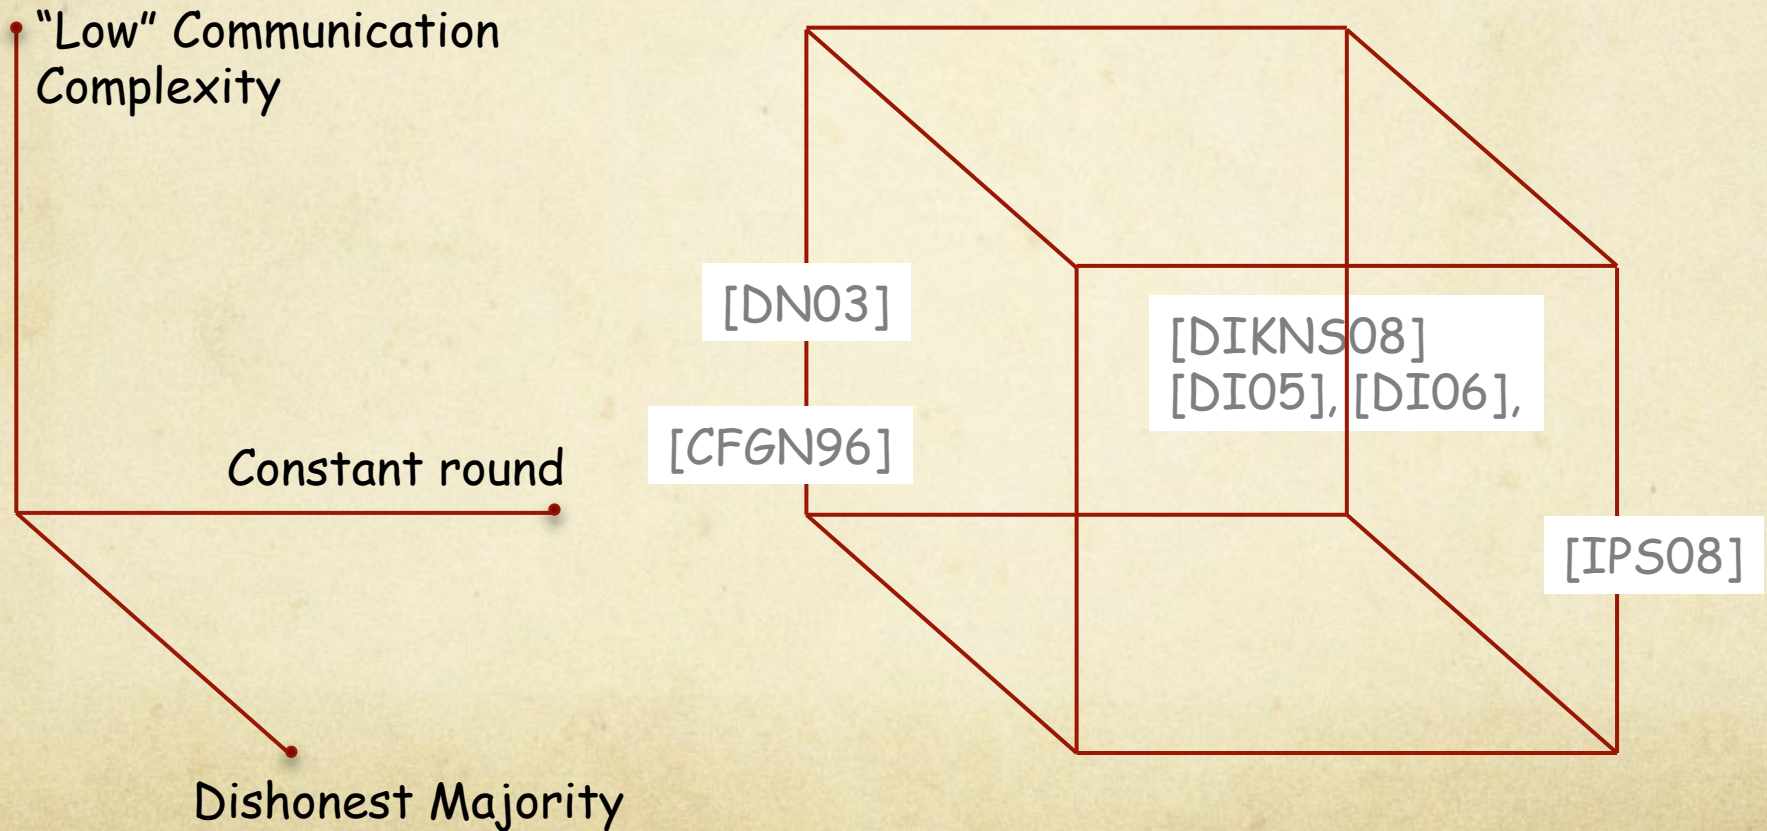 “Low” Communication
Complexity
[DN03]
[DIKNS08]
[DI05], [DI06],
[CFGN96]
Constant round
[IPS08]
Dishonest Majority